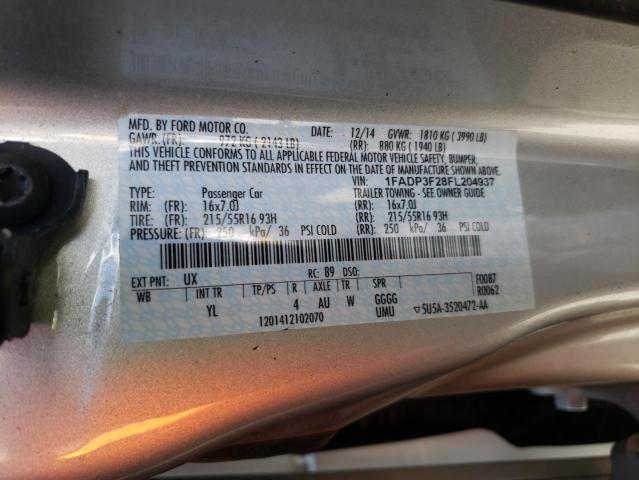 MFD. BY FORD MOTOR CO. DATE: 12/14 GVWR: 1810 KG ( 3990 LB)
GAWR: (FR): 972 KG ( 2143 LB) (RR): 880 KG ( 1940 LB)
THIS VEHICLE CONFORMS TO ALL APPLICABLE FEDERAL MOTOR VEHICLE SAFETY, BUMPER,
AND THEFT PREVENTION STANDARDS IN EFFECT ON THE DATE OF MANUFACTURE SHOWN ABOVE.
VIN: 1FADP3F28FL204937
TYPE: Passenger Car TRAILER TOWING - SEE OWNER GUIDE
RIM: (FR) 16x7.0J (RR): 16x7.0J
TIRE: (FR) 215/55R16 93H (RR): 215/55R16 93H
PRESSURE: (FR) 250 kPa/ 36 PSI COLD (RR): 250 kPa/ 36 PSI COLD
EXT PNT: UX RC: 89 DSO: F0087
WB INT TR TP/PS R AXLE TR SPR R0062
YL 4 AU W GGGG
UMU
1201412102070 5U5A-3520472-AA